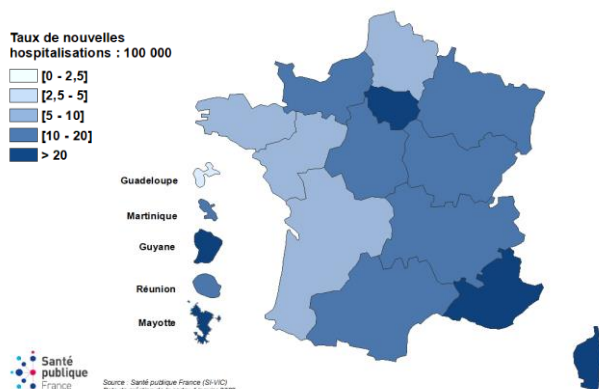 Taux de nouvelles
hospitalisations : 100 000
[0 - 2,5]
[2,5 - 5]
[5 - 10]
[10 - 20]
> 20
Guadeloupe
Martinique
Guyane
Réunion
Mayotte
Santé
publique
France
Source : Santé publique France (SI-VIC)